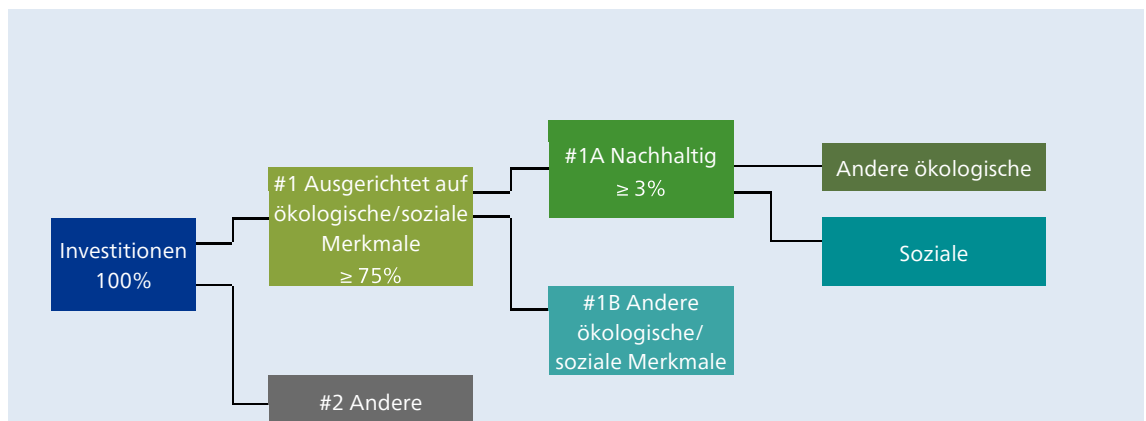 Investitionen
100%
#1 Ausgerichtet auf
ökologische/soziale
Merkmale
≥ 75%
#2 Andere
#1A Nachhaltig
≥ 3%
#1B Andere
ökologische/
soziale Merkmale
Andere ökologische
Soziale